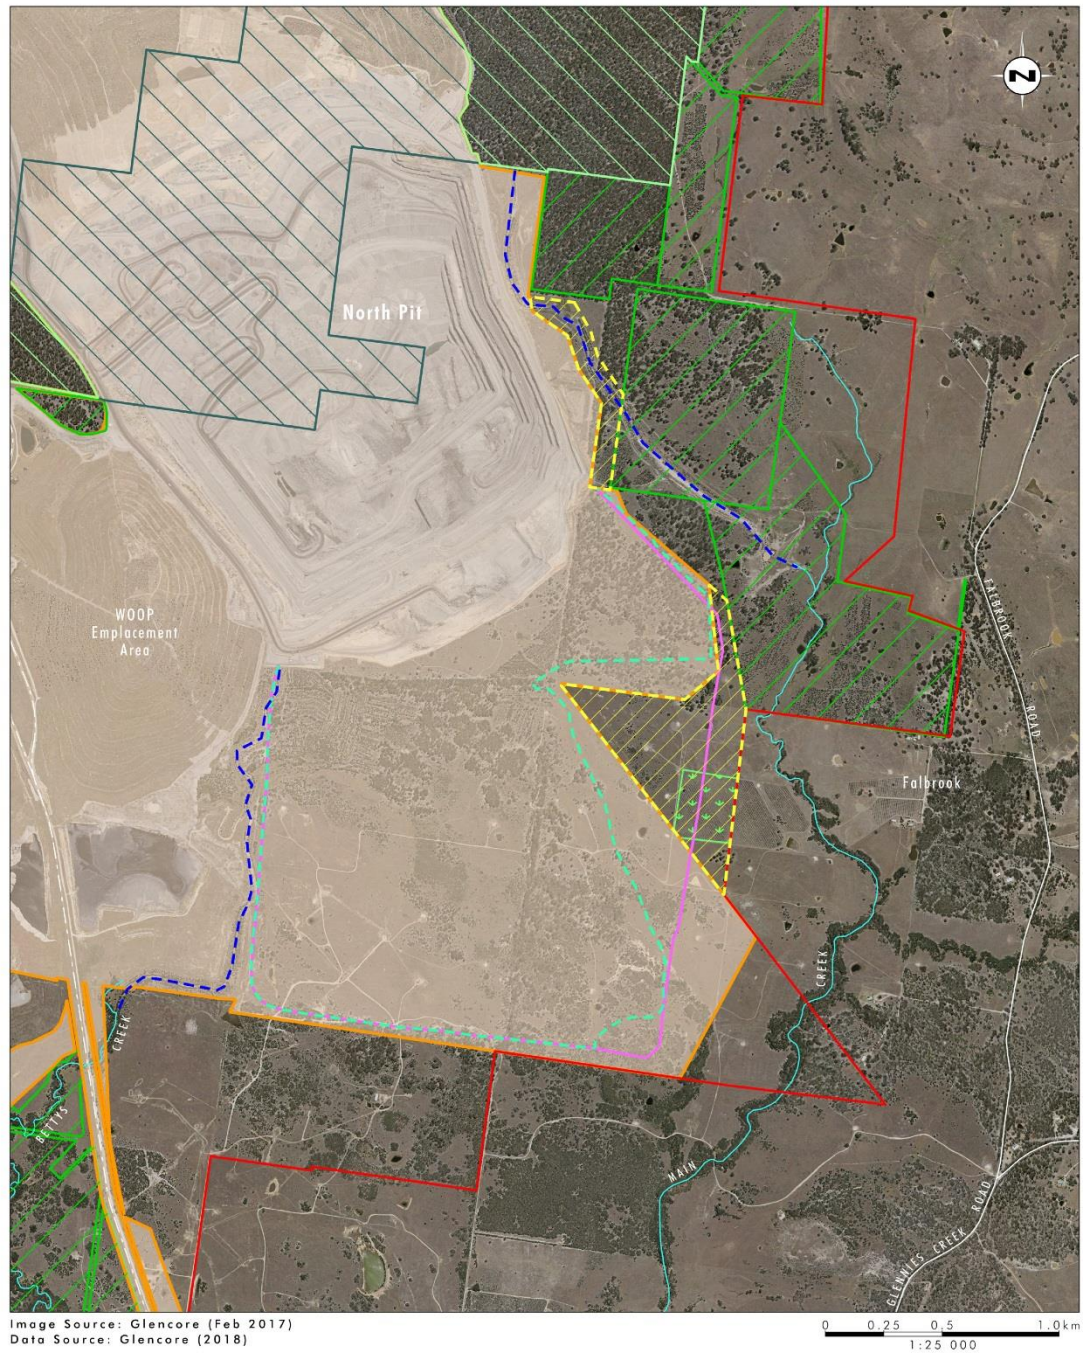 N
North Pit
WOOP
Emplacement
Area
FALBROOK
ROAD
Falbrook
CREEK
CREEK
BETTYS
MAIN
GLENNIES CREEK ROAD
Image Source: Glencore (Feb 2017)
Data Source: Glencore (2018)
0 0.25 0.5 1.0km
1:25 000